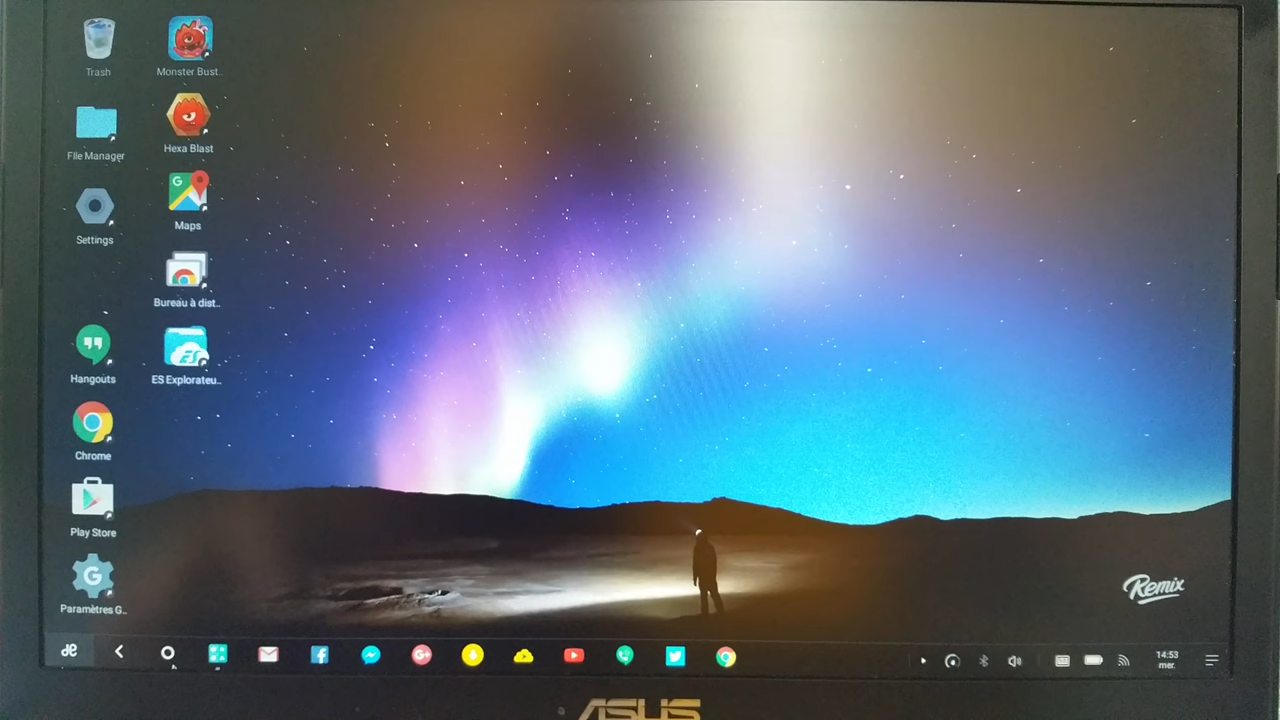 Trash
Monster Bust..
File Manager
Hexa Blast
Settings
Maps
Bureau à dist..
Hangouts
ES Explorateu..
Chrome
Play Store
Paramètres G..
Remix
14:53
mer.
ASUS